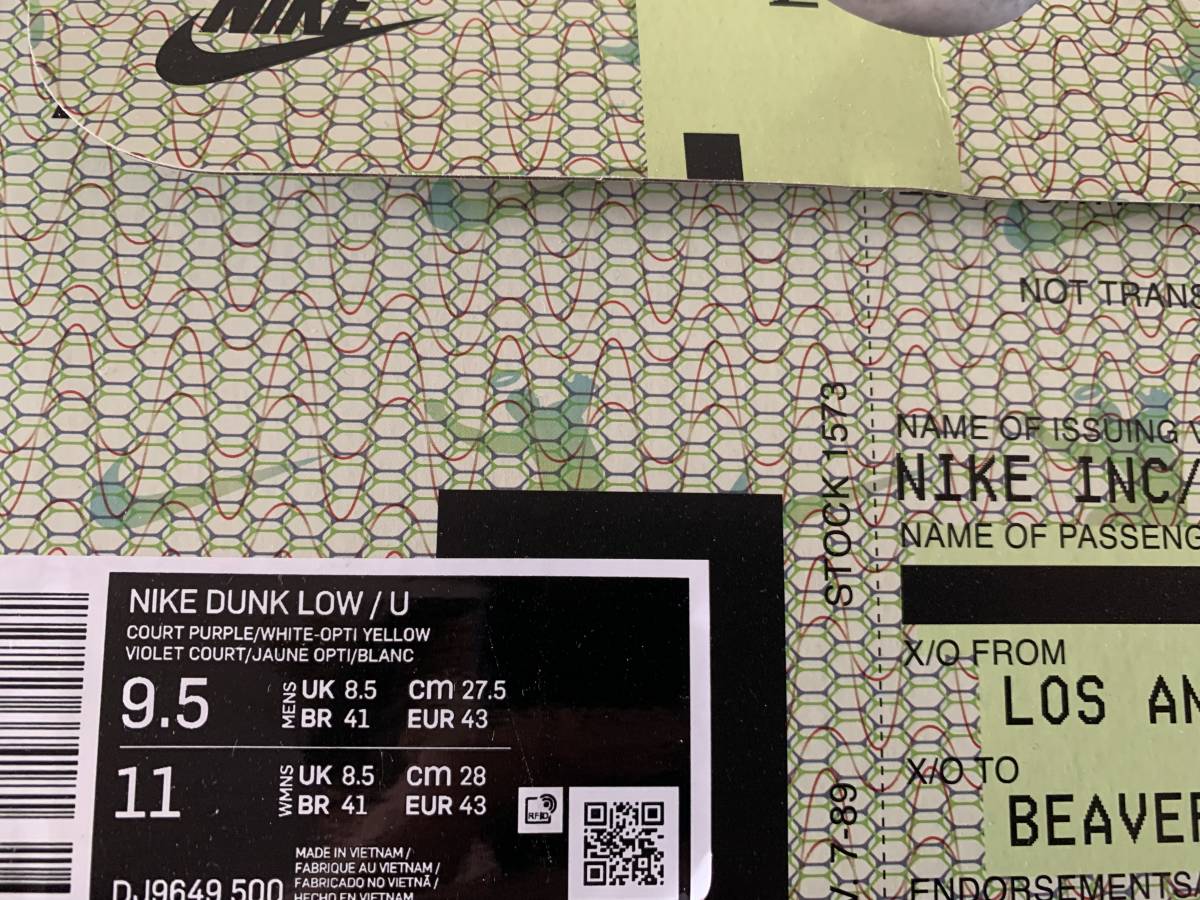 NIKE
NOT TRANS
STOCK 1573
NAME OF ISSUING
NIKE INC/
NAME OF PASSENG
X/O FROM
LOS AN
X/O TO
BEAVER
7-89
ENDORSEMENTS/
NIKE DUNK LOW / U
COURT PURPLE/WHITE-OPTI YELLOW
VIOLET COURT/JAUNE OPTI/BLANC
9.5 MENS UK 8.5 cm 27.5
BR 41 EUR 43
11 WMNS UK 8.5 cm 28
BR 41 EUR 43
RFID
MADE IN VIETNAM /
FABRIQUE AU VIETNAM /
FABRICADO NO VIETNÃ /
HECHO EN VIETNAM
DJ9649 500